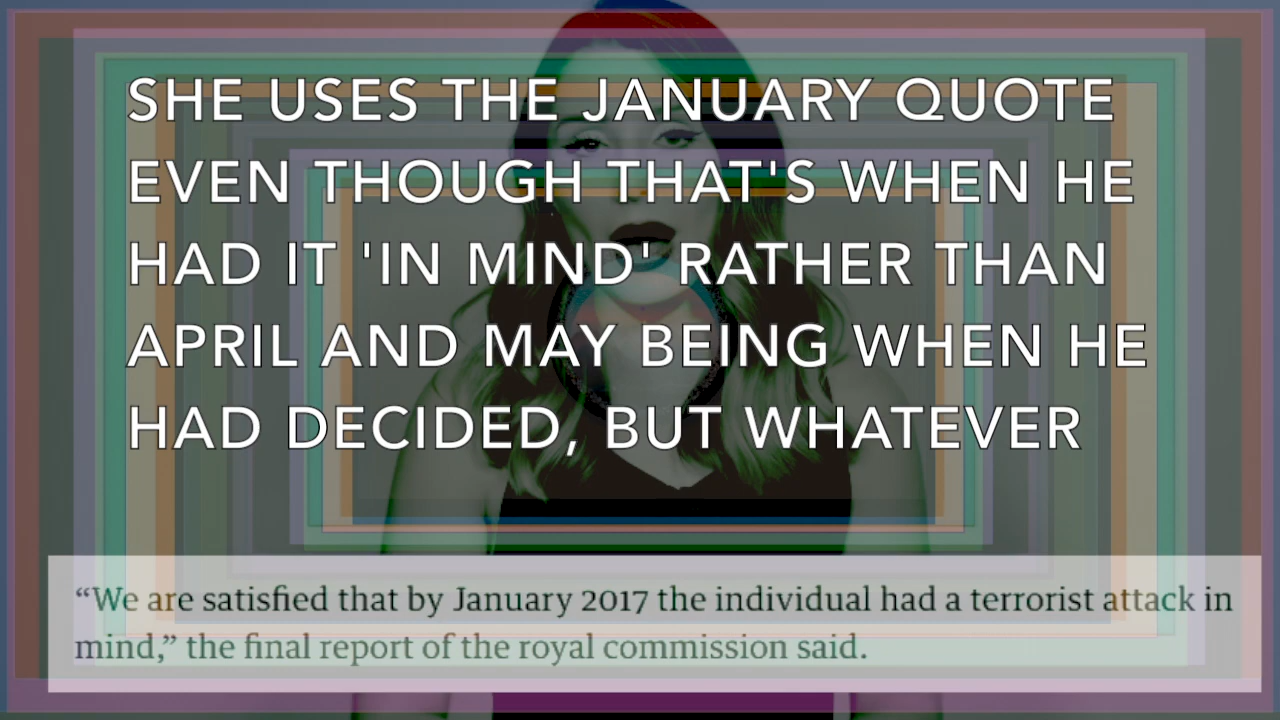 SHE USES THE JANUARY QUOTE
EVEN THOUGH THAT'S WHEN HE
HAD IT 'IN MIND' RATHER THAN
APRIL AND MAY BEING WHEN HE
HAD DECIDED, BUT WHATEVER
“We are satisfied that by January 2017 the individual had a terrorist attack in
mind,” the final report of the royal commission said.